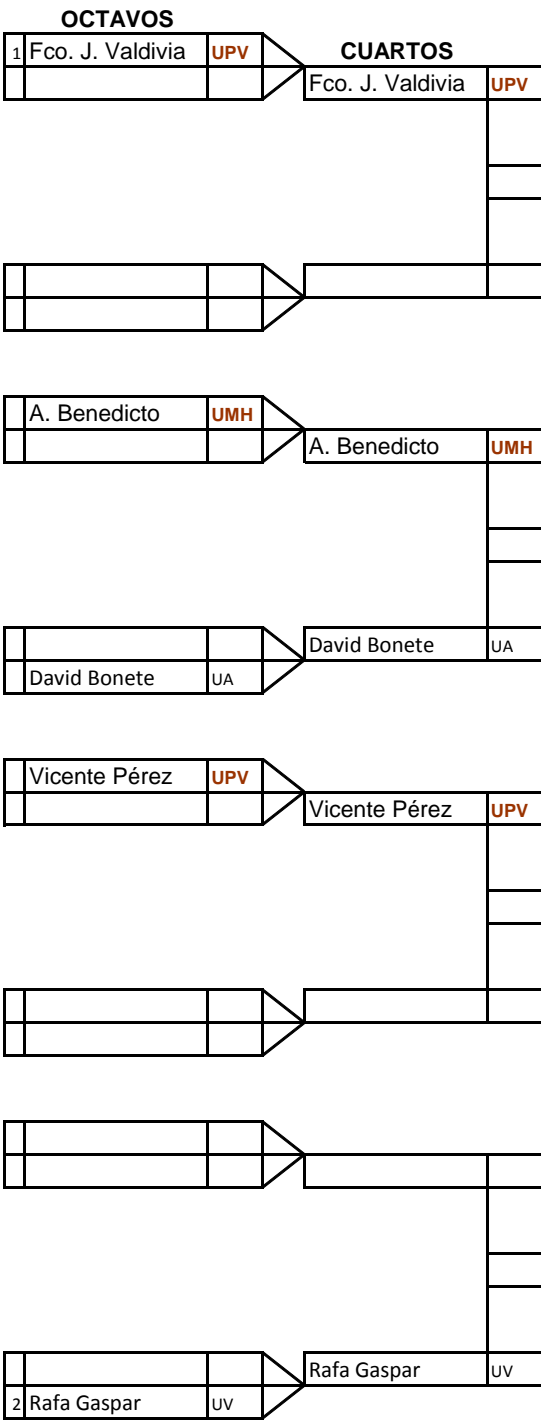 OCTAVOS
1 Fco. J. Valdivia UPV
CUARTOS
Fco. J. Valdivia UPV
A. Benedicto UMH
A. Benedicto UMH
David Bonete UA
David Bonete UA
Vicente Pérez UPV
Vicente Pérez UPV
Rafa Gaspar UV
2 Rafa Gaspar UV